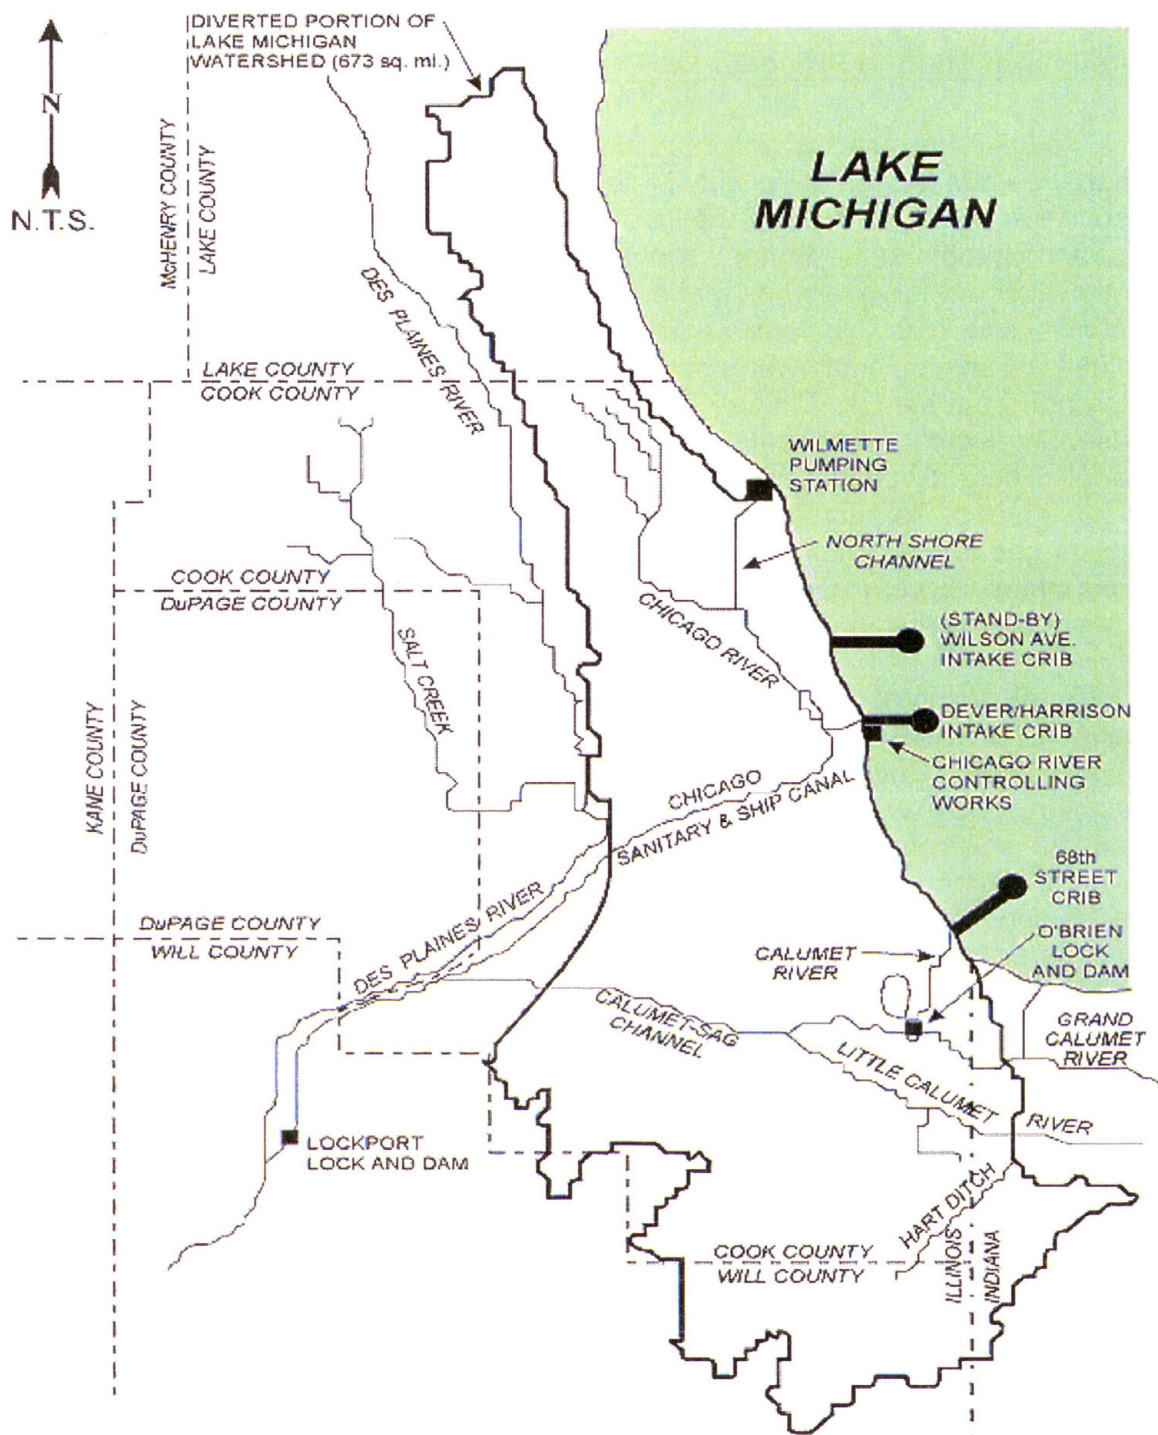 DIVERTED PORTION OF
LAKE MICHIGAN
WATERSHED (673 sq. mi.)
N
N.T.S.
McHENRY COUNTY
LAKE COUNTY
LAKE
MICHIGAN
DES PLAINES RIVER
LAKE COUNTY
COOK COUNTY
WILMETTE
PUMPING
STATION
NORTH SHORE
CHANNEL
COOK COUNTY
DuPAGE COUNTY
SALT CREEK
CHICAGO RIVER
(STAND-BY)
WILSON AVE.
INTAKE CRIB
DEVER/HARRISON
INTAKE CRIB
CHICAGO RIVER
CONTROLLING
WORKS
KANE COUNTY
DuPAGE COUNTY
CHICAGO
SANITARY & SHIP CANAL
68th
STREET
CRIB
DuPAGE COUNTY
WILL COUNTY
DES PLAINES RIVER
CALUMET
RIVER
O'BRIEN
LOCK
AND DAM
CALUMET-SAG
CHANNEL
GRAND
CALUMET
RIVER
LITTLE CALUMET
RIVER
LOCKPORT
LOCK AND DAM
HART DITCH
COOK COUNTY
WILL COUNTY
ILLINOIS
INDIANA